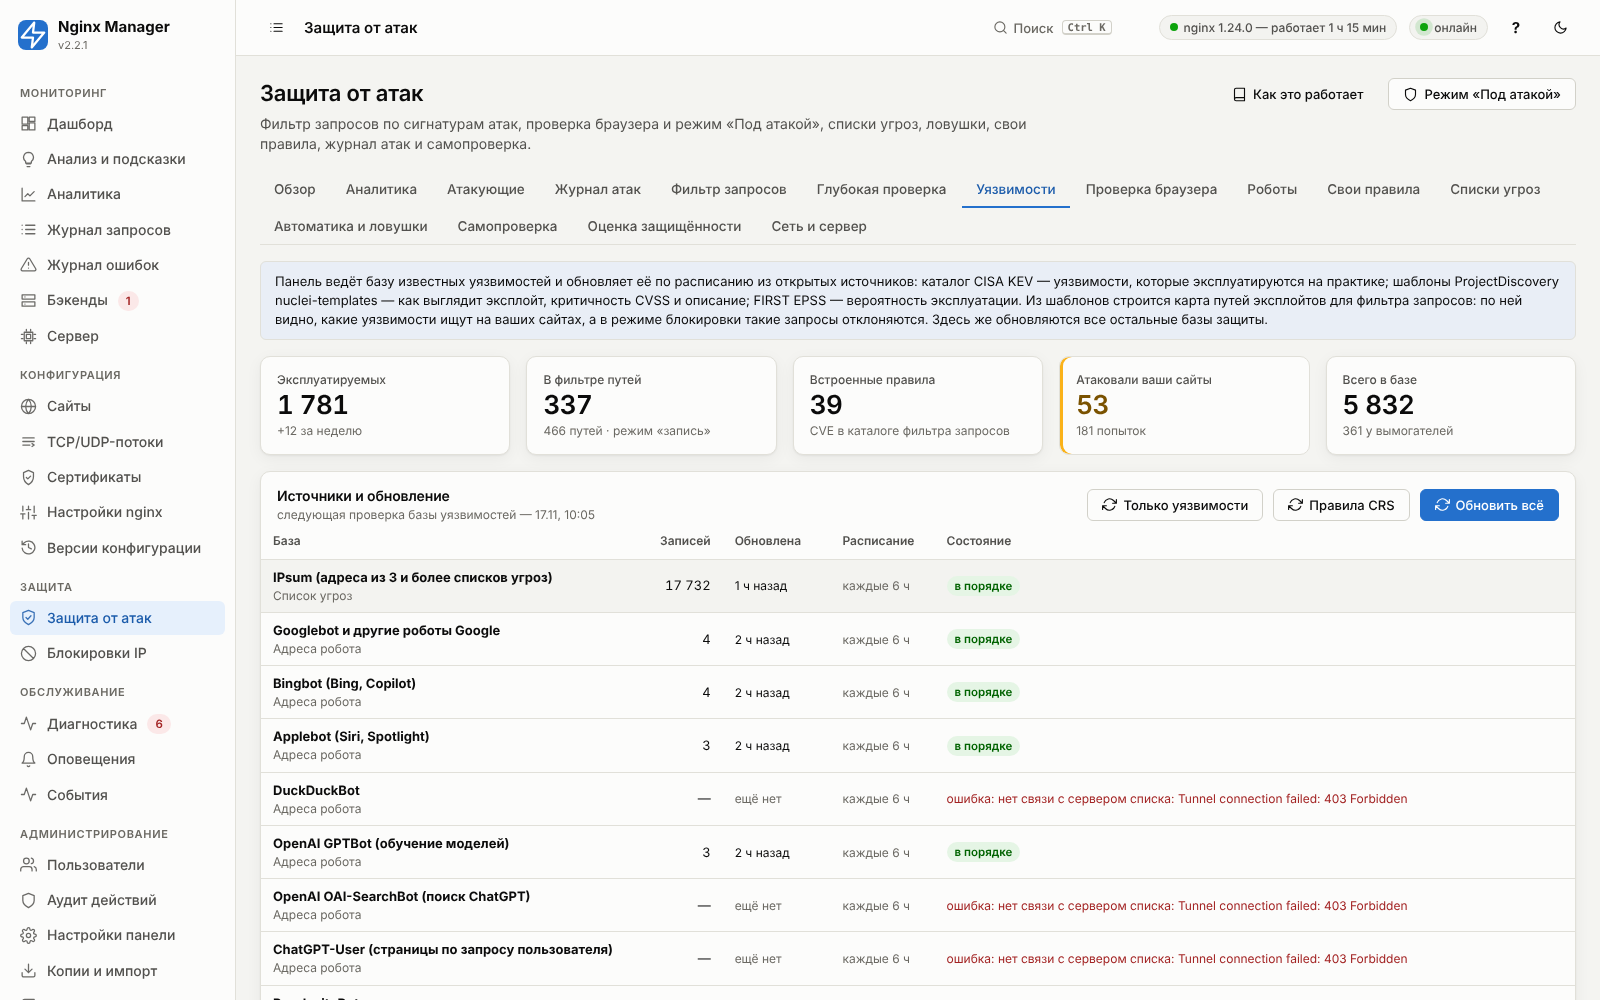 Nginx Manager
v2.2.1
МОНИТОРИНГ
Дашборд
Анализ и подсказки
Аналитика
Журнал запросов
Журнал ошибок
Бэкенды 1
Сервер
КОНФИГУРАЦИЯ
Сайты
TCP/UDP-потоки
Сертификаты
Настройки nginx
Версии конфигурации
ЗАЩИТА
Защита от атак
Блокировки IP
ОБСЛУЖИВАНИЕ
Диагностика 6
Оповещения
События
АДМИНИСТРИРОВАНИЕ
Пользователи
Аудит действий
Настройки панели
Копии и импорт
Защита от атак
Поиск Ctrl K
nginx 1.24.0 — работает 1 ч 15 мин
онлайн
?
Защита от атак
Как это работает
Режим «Под атакой»
Фильтр запросов по сигнатурам атак, проверка браузера и режим «Под атакой», списки угроз, ловушки, свои
правила, журнал атак и самопроверка.
Обзор Аналитика Атакующие Журнал атак Фильтр запросов Глубокая проверка Уязвимости Проверка браузера Роботы Свои правила Списки угроз
Автоматика и ловушки Самопроверка Оценка защищённости Сеть и сервер
Панель ведёт базу известных уязвимостей и обновляет её по расписанию из открытых источников: каталог CISA KEV — уязвимости, которые эксплуатируются на практике; шаблоны ProjectDiscovery
nuclei-templates — как выглядит эксплойт, критичность CVSS и описание; FIRST EPSS — вероятность эксплуатации. Из шаблонов строится карта путей эксплойтов для фильтра запросов: по ней
видно, какие уязвимости ищут на ваших сайтах, а в режиме блокировки такие запросы отклоняются. Здесь же обновляются все остальные базы защиты.
Эксплуатируемых
1 781
+12 за неделю
В фильтре путей
337
466 путей · режим «запись»
Встроенные правила
39
CVE в каталоге фильтра запросов
Атаковали ваши сайты
53
181 попыток
Всего в базе
5 832
361 у вымогателей
Источники и обновление
следующая проверка базы уязвимостей — 17.11, 10:05
Только уязвимости
Правила CRS
Обновить всё
База Записей Обновлена Расписание Состояние
IPsum (адреса из 3 и более списков угроз)
Список угроз
17 732 1 ч назад каждые 6 ч в порядке
Googlebot и другие роботы Google
Адреса робота
4 2 ч назад каждые 6 ч в порядке
Bingbot (Bing, Copilot)
Адреса робота
4 2 ч назад каждые 6 ч в порядке
Applebot (Siri, Spotlight)
Адреса робота
3 2 ч назад каждые 6 ч в порядке
DuckDuckBot
Адреса робота
— ещё нет каждые 6 ч ошибка: нет связи с сервером списка: Tunnel connection failed: 403 Forbidden
OpenAI GPTBot (обучение моделей)
Адреса робота
3 2 ч назад каждые 6 ч в порядке
OpenAI OAI-SearchBot (поиск ChatGPT)
Адреса робота
— ещё нет каждые 6 ч ошибка: нет связи с сервером списка: Tunnel connection failed: 403 Forbidden
ChatGPT-User (страницы по запросу пользователя)
Адреса робота
— ещё нет каждые 6 ч ошибка: нет связи с сервером списка: Tunnel connection failed: 403 Forbidden